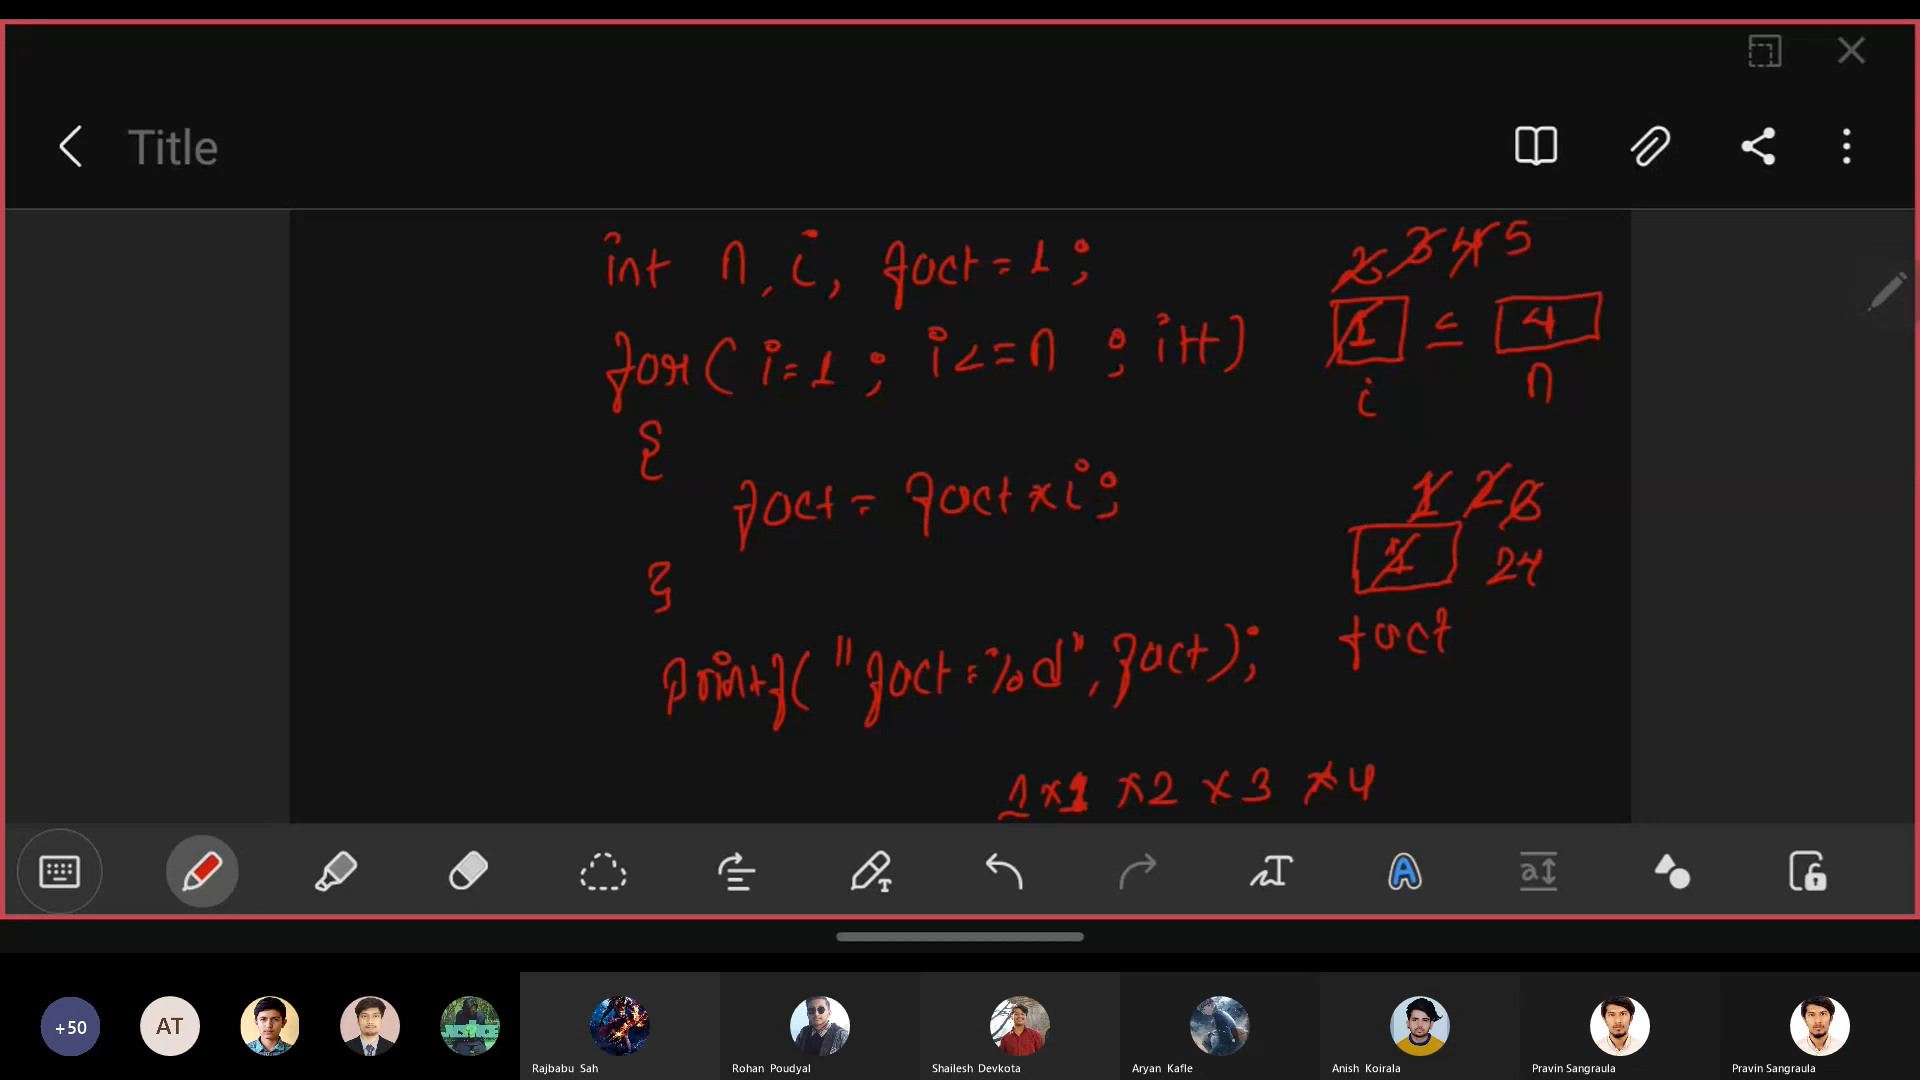 Title
int n, i, fact = 1 ;
2 3 4 5
for ( i = 1 ; i <= n ; i++)
1 ≤ 4
i n
{
fact = fact x i ;
1 2 6
1 24
}
fact
printf( "fact = %d", fact) ;
1 x 1 x 2 x 3 x 4
+50
AT
JUSTICE
Rajbabu Sah
Rohan Poudyal
Shailesh Devkota
Aryan Kafle
Anish Koirala
Pravin Sangraula
Pravin Sangraula